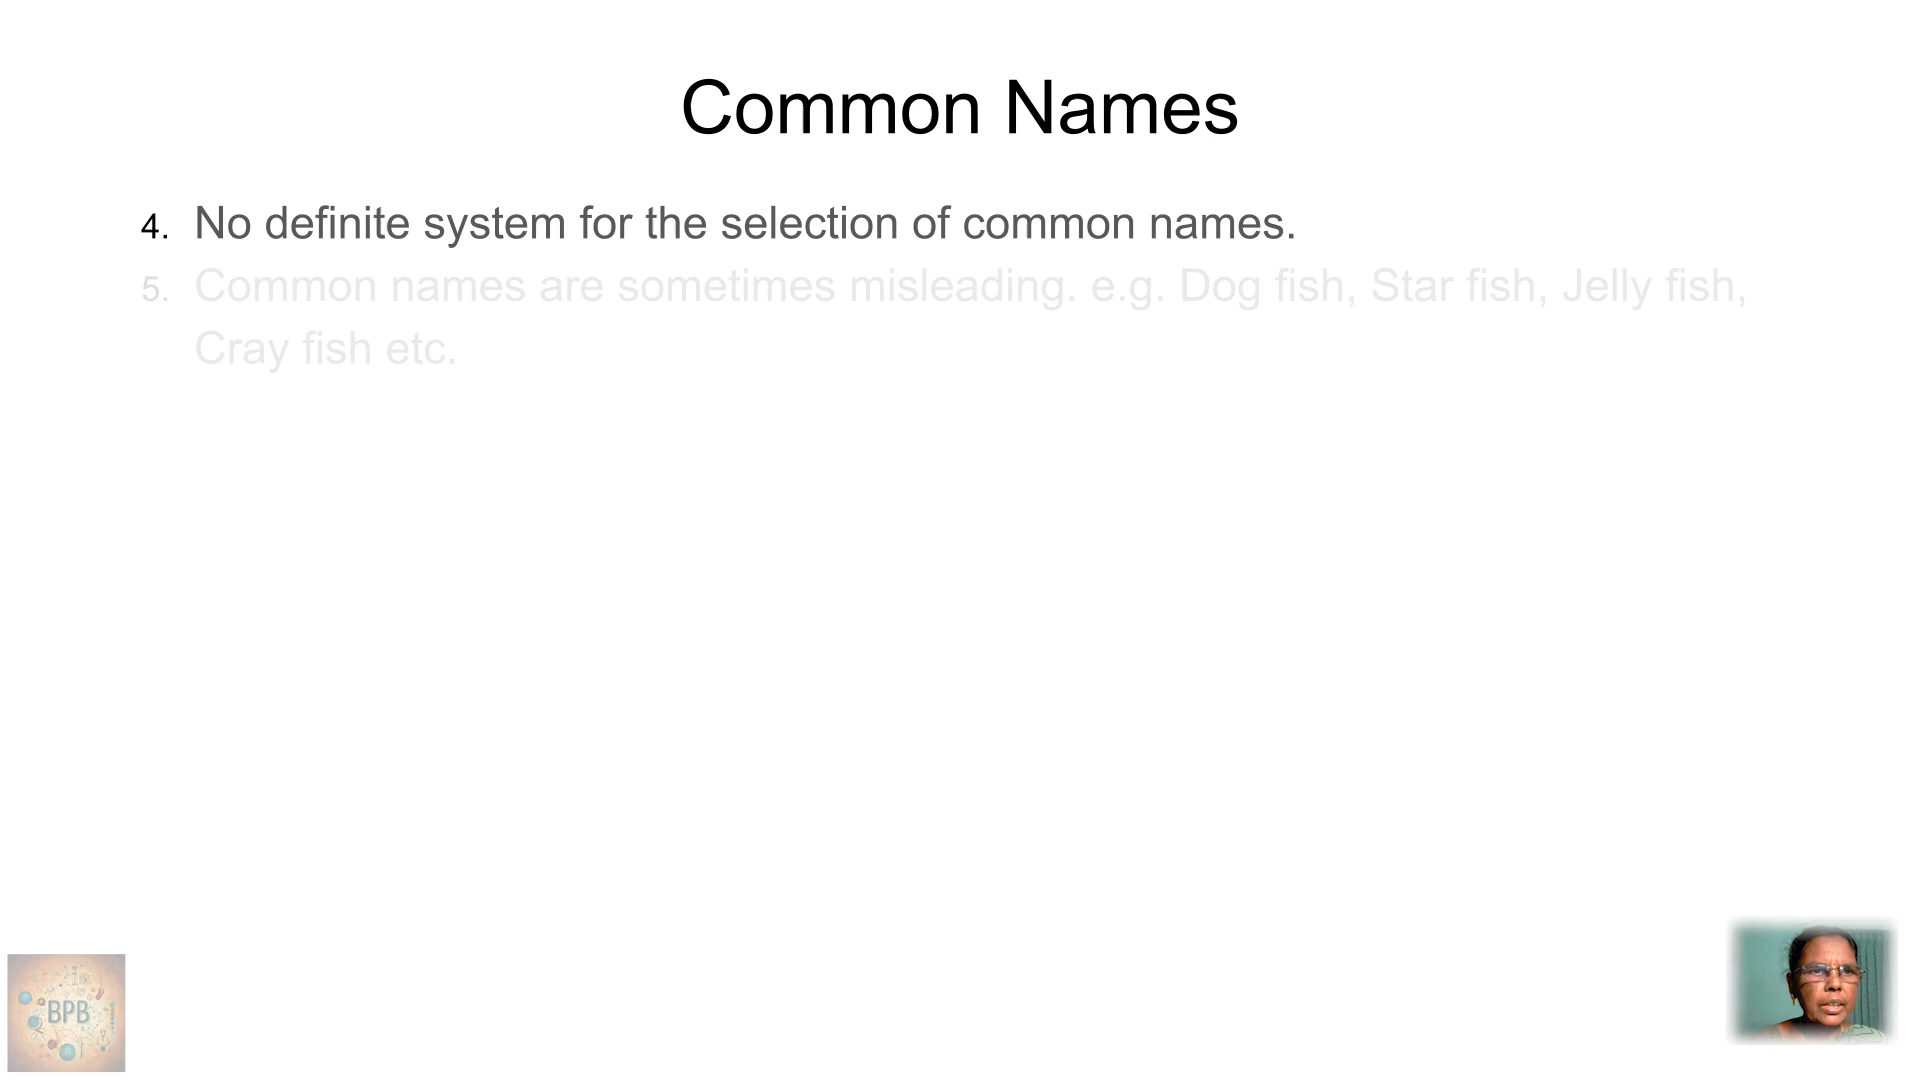 Common Names
4. No definite system for the selection of common names.
5. Common names are sometimes misleading. e.g. Dog fish, Star fish, Jelly fish,
Cray fish etc.
BPB